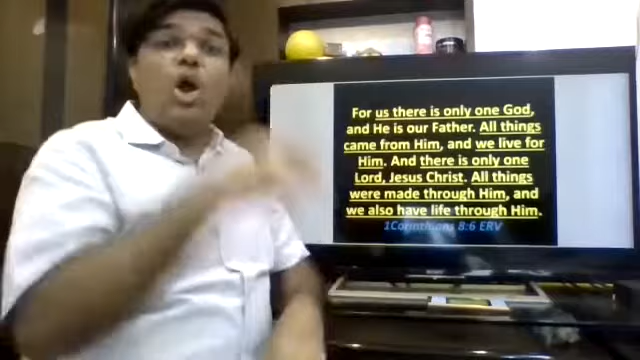 For us there is only one God,
and He is our Father. All things
came from Him, and we live for
Him. And there is only one
Lord, Jesus Christ. All things
were made through Him, and
we also have life through Him.
1Corinthians 8:6 ERV